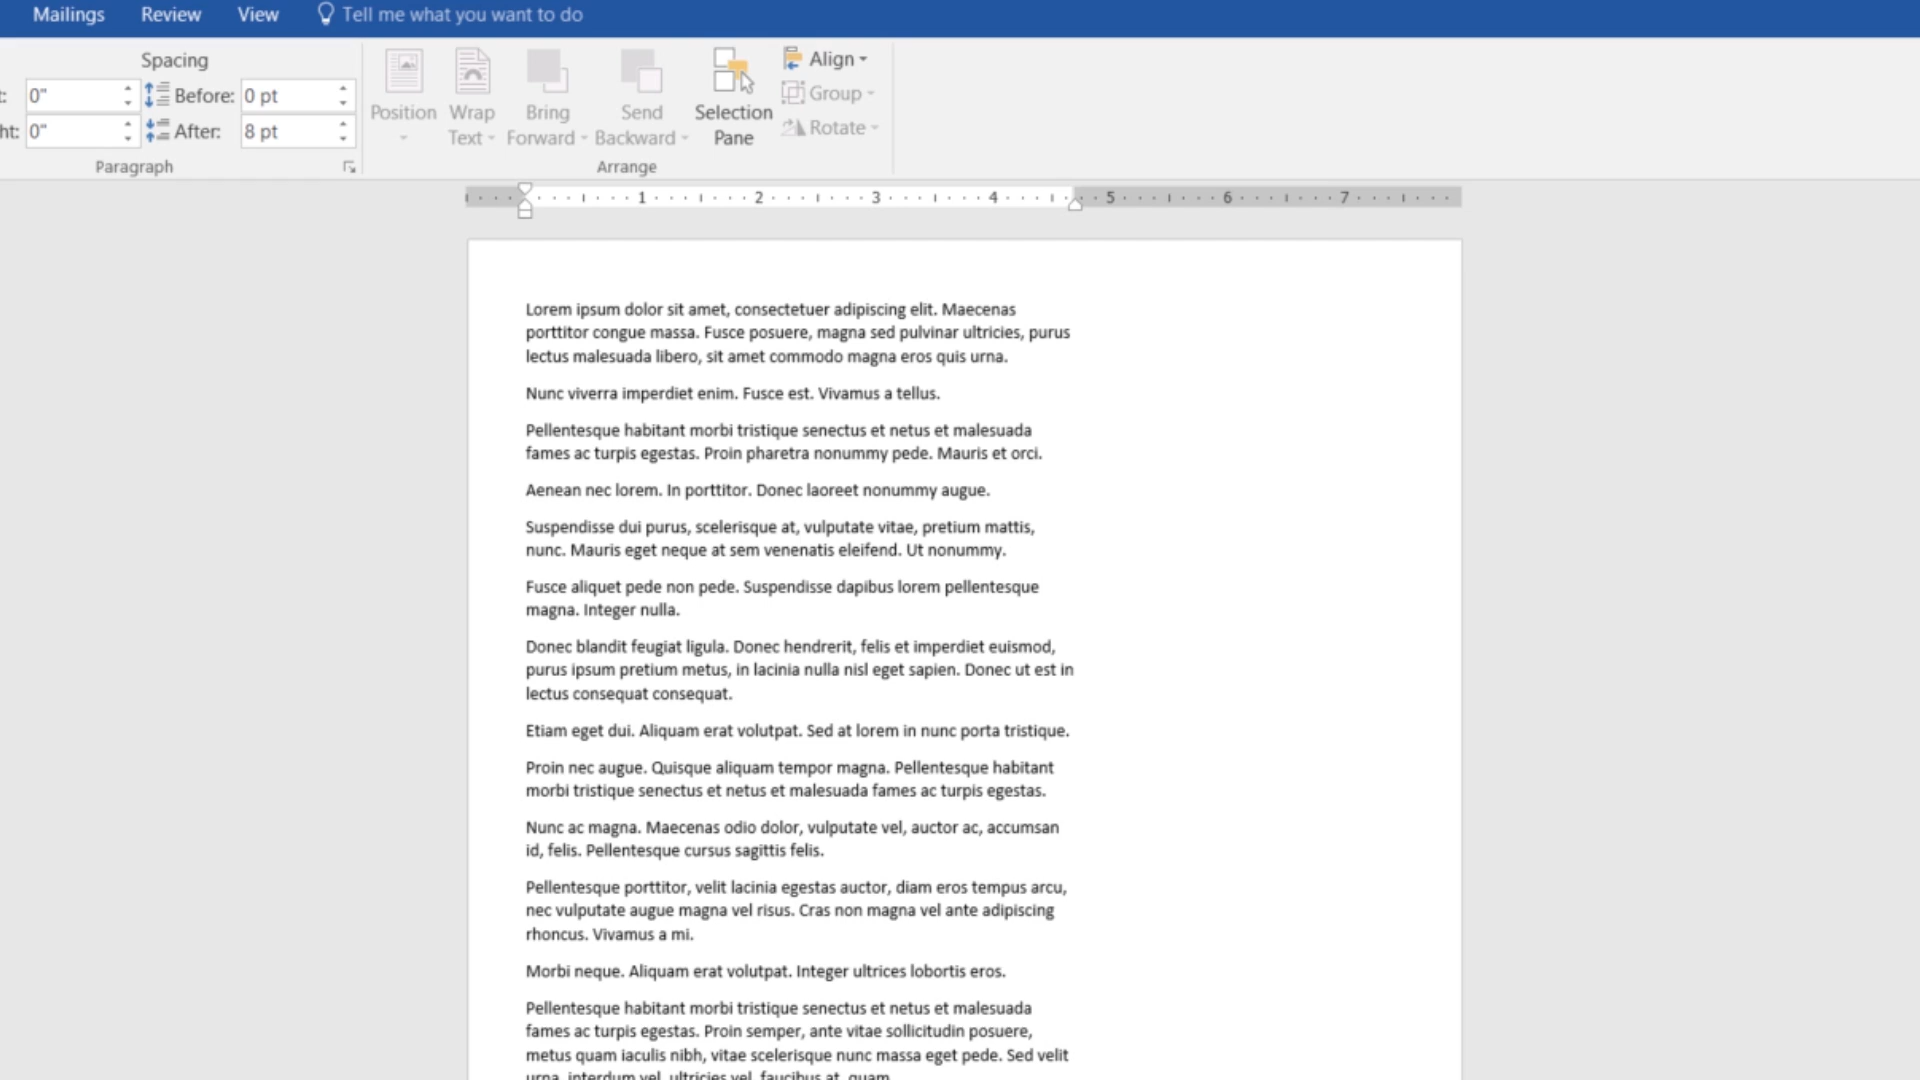 Mailings Review View Tell me what you want to do
Spacing
Align
t: 0" Before: 0 pt
Group
Position Wrap Text Bring Forward Send Backward Selection Pane
ht: 0" After: 8 pt
Rotate
Paragraph Arrange
1 2 3 4 5 6 7
Lorem ipsum dolor sit amet, consectetuer adipiscing elit. Maecenas
porttitor congue massa. Fusce posuere, magna sed pulvinar ultricies, purus
lectus malesuada libero, sit amet commodo magna eros quis urna.
Nunc viverra imperdiet enim. Fusce est. Vivamus a tellus.
Pellentesque habitant morbi tristique senectus et netus et malesuada
fames ac turpis egestas. Proin pharetra nonummy pede. Mauris et orci.
Aenean nec lorem. In porttitor. Donec laoreet nonummy augue.
Suspendisse dui purus, scelerisque at, vulputate vitae, pretium mattis,
nunc. Mauris eget neque at sem venenatis eleifend. Ut nonummy.
Fusce aliquet pede non pede. Suspendisse dapibus lorem pellentesque
magna. Integer nulla.
Donec blandit feugiat ligula. Donec hendrerit, felis et imperdiet euismod,
purus ipsum pretium metus, in lacinia nulla nisl eget sapien. Donec ut est in
lectus consequat consequat.
Etiam eget dui. Aliquam erat volutpat. Sed at lorem in nunc porta tristique.
Proin nec augue. Quisque aliquam tempor magna. Pellentesque habitant
morbi tristique senectus et netus et malesuada fames ac turpis egestas.
Nunc ac magna. Maecenas odio dolor, vulputate vel, auctor ac, accumsan
id, felis. Pellentesque cursus sagittis felis.
Pellentesque porttitor, velit lacinia egestas auctor, diam eros tempus arcu,
nec vulputate augue magna vel risus. Cras non magna vel ante adipiscing
rhoncus. Vivamus a mi.
Morbi neque. Aliquam erat volutpat. Integer ultrices lobortis eros.
Pellentesque habitant morbi tristique senectus et netus et malesuada
fames ac turpis egestas. Proin semper, ante vitae sollicitudin posuere,
metus quam iaculis nibh, vitae scelerisque nunc massa eget pede. Sed velit
urna, interdum vel, ultricies vel, faucibus at, quam